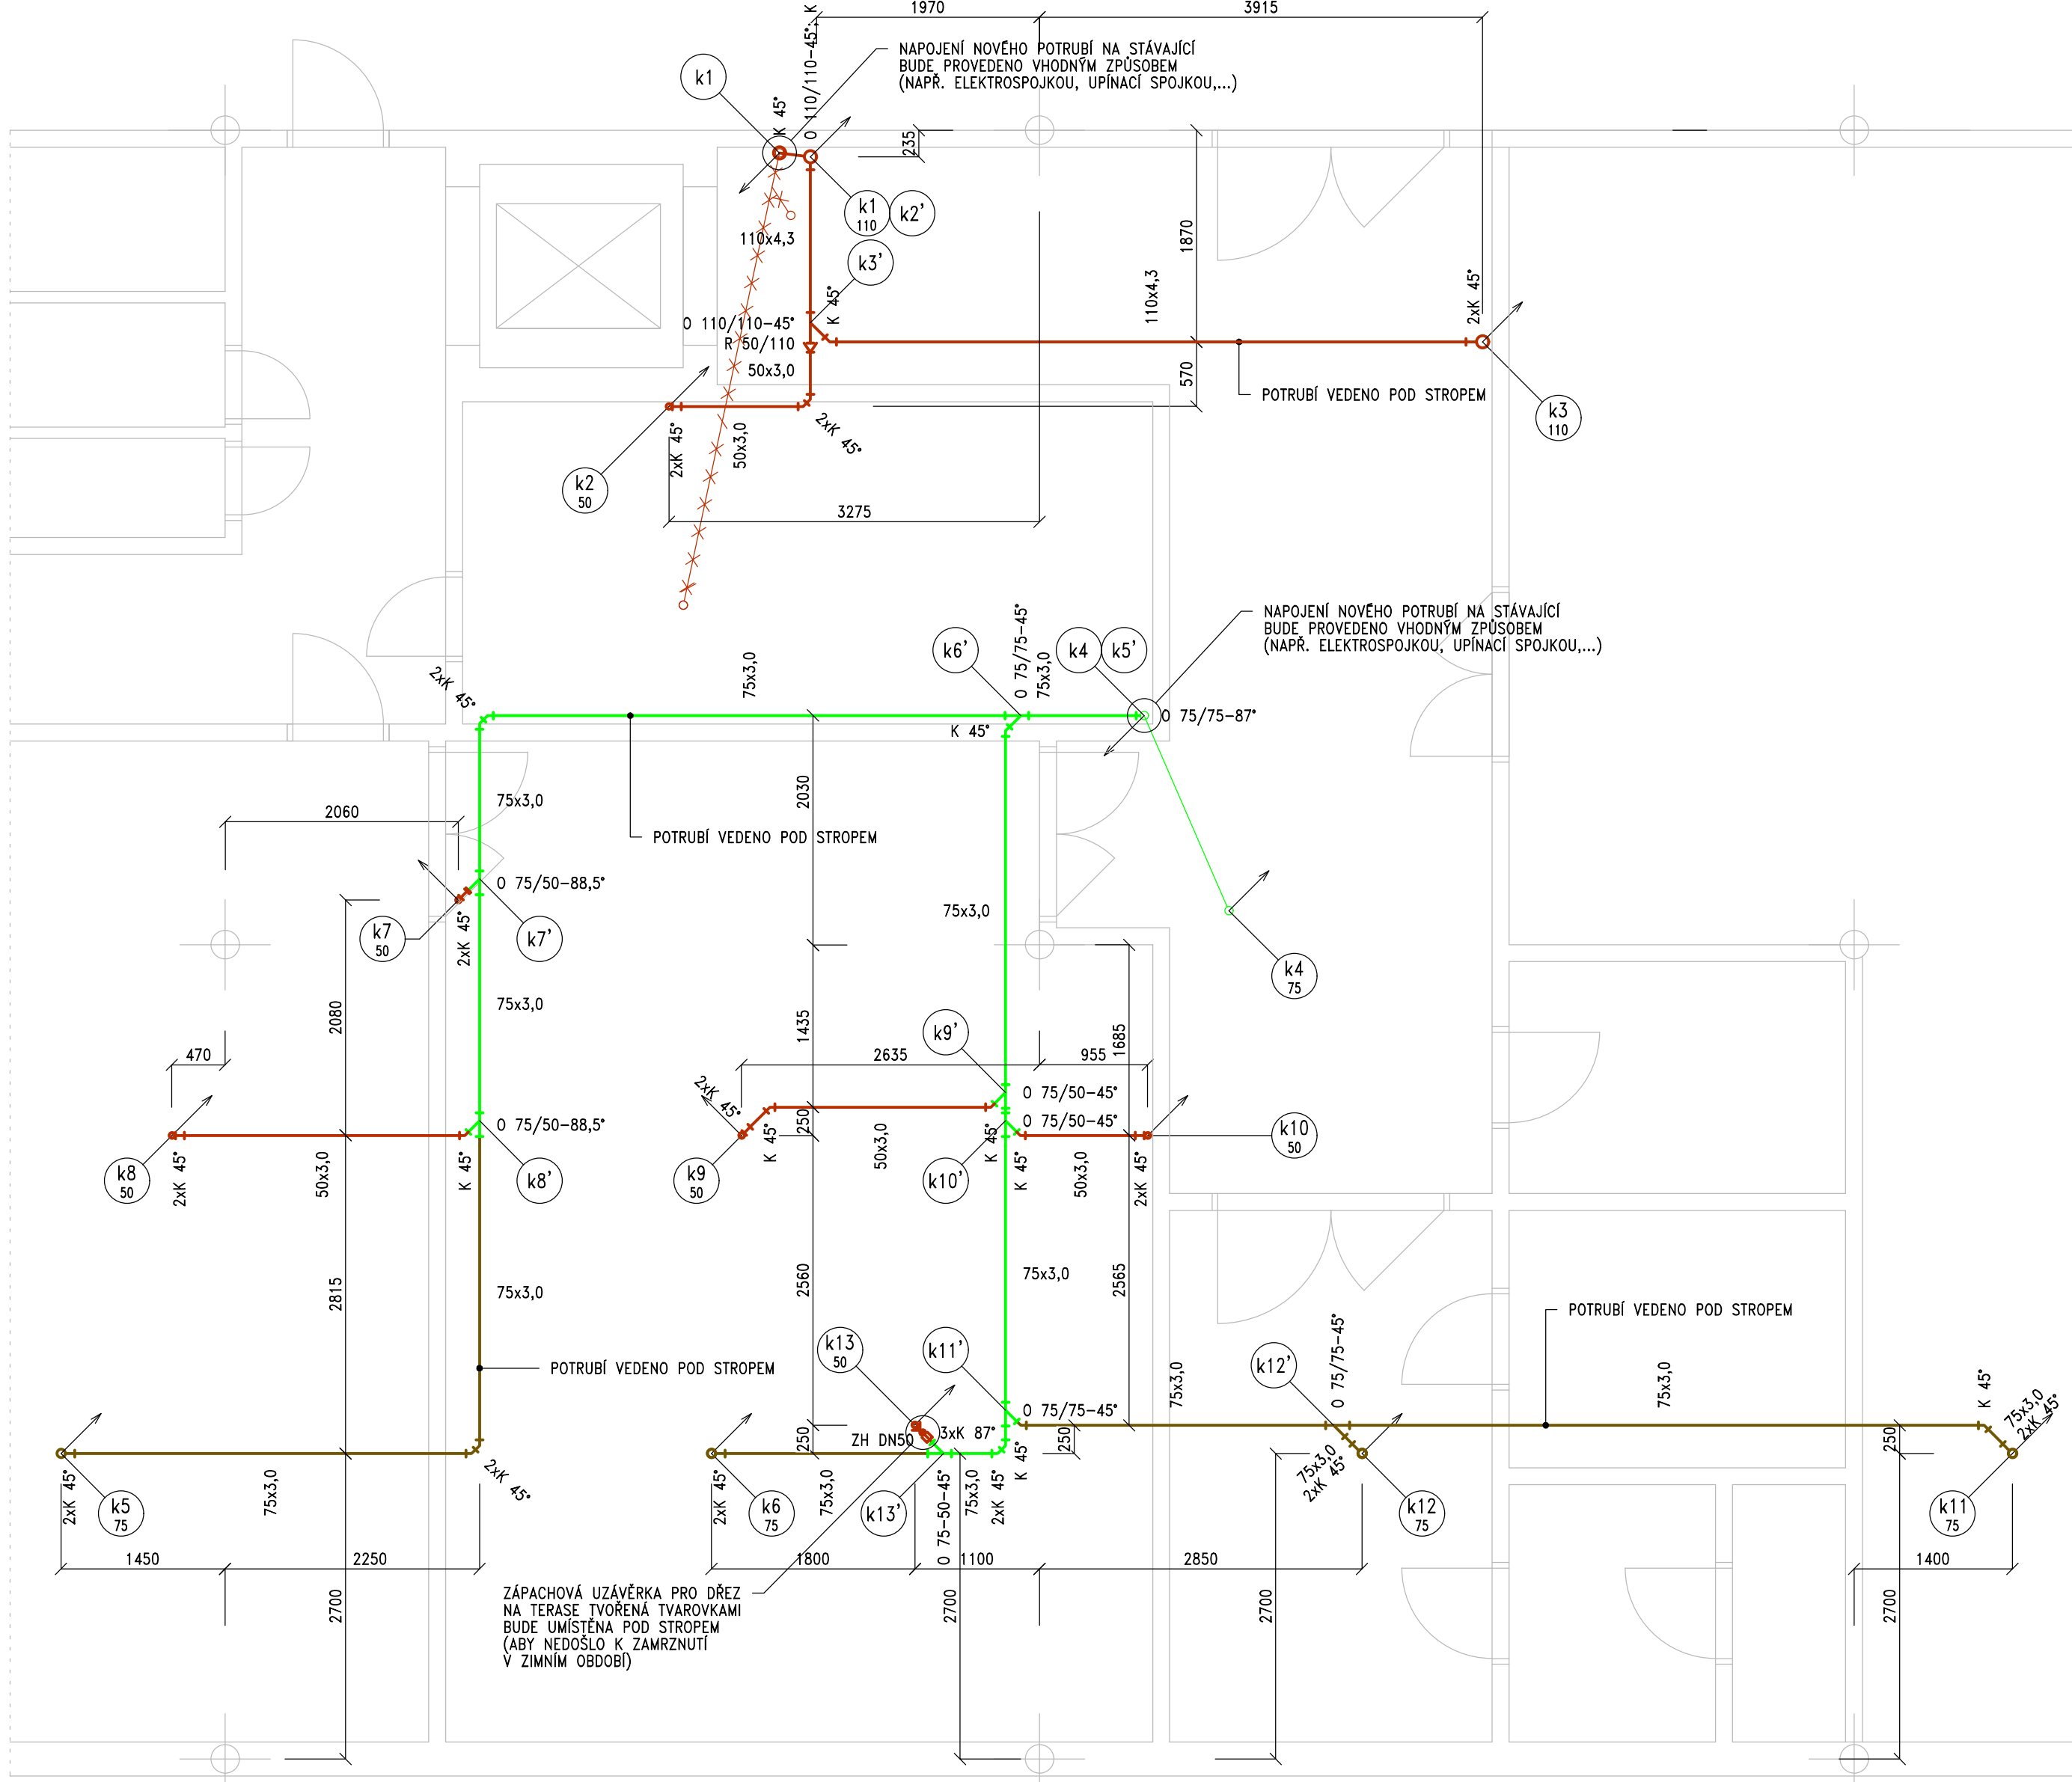 1970
3915
O 110/110-45°; K
NAPOJENÍ NOVÉHO POTRUBÍ NA STÁVAJÍCÍ
BUDE PROVEDENO VHODNÝM ZPŮSOBEM
(NAPŘ. ELEKTROSPOJKOU, UPÍNACÍ SPOJKOU,...)
k1
K 45°
235
k1
110
k2'
110x4,3
1870
k3'
110x4,3
2xK 45°
K 45°
O 110/110-45°
R 50/110
50x3,0
570
POTRUBÍ VEDENO POD STROPEM
k3
110
2xK 45°
50x3,0
2xK 45°
k2
50
3275
NAPOJENÍ NOVÉHO POTRUBÍ NA STÁVAJÍCÍ
BUDE PROVEDENO VHODNÝM ZPŮSOBEM
(NAPŘ. ELEKTROSPOJKOU, UPÍNACÍ SPOJKOU,...)
k6'
O 75/75-45°
75x3,0
k4
k5'
75x3,0
2xK 45°
O 75/75-87°
K 45°
2030
75x3,0
2060
POTRUBÍ VEDENO POD STROPEM
O 75/50-88,5°
75x3,0
k7
50
2xK 45°
k7'
k4
75
75x3,0
2080
1435
1685
k9'
470
2635
955
2xK 45°
O 75/50-45°
O 75/50-88,5°
250
O 75/50-45°
k10
50
K 45°
50x3,0
K 45°
k8
50
2xK 45°
50x3,0
K 45°
k8'
k9
50
k10'
K 45°
50x3,0
2xK 45°
2815
75x3,0
2560
75x3,0
2565
POTRUBÍ VEDENO POD STROPEM
k13
50
k11'
k12'
O 75/75-45°
POTRUBÍ VEDENO POD STROPEM
75x3,0
75x3,0
K 45°
75x3,0
2xK 45°
O 75/75-45°
250
ZH DN50
3xK 87°
250
250
K 45°
2xK 45°
75x3,0
2xK 45°
2xK 45°
75x3,0
k5
75
2xK 45°
k6
75
75x3,0
k13'
O 75-50-45°
75x3,0
2xK 45°
k12
75
k11
75
1450
2250
1800
1100
2850
1400
2700
2700
2700
2700
ZÁPACHOVÁ UZÁVĚRKA PRO DŘEZ
NA TERASE TVOŘENÁ TVAROVKAMI
BUDE UMÍSTĚNA POD STROPEM
(ABY NEDOŠLO K ZAMRZNUTÍ
V ZIMNÍM OBDOBÍ)